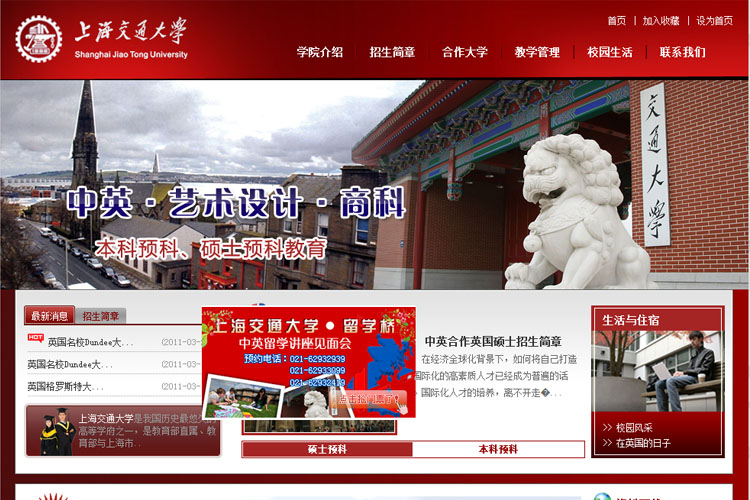 上海交通大学
Shanghai Jiao Tong University
首页 | 加入收藏 | 设为首页
学院介绍 招生简章 合作大学 教学管理 校园生活 联系我们
交通大学
中英·艺术设计·商科
本科预科、硕士预科教育
最新消息 招生简章
HOT 英国名校Dundee大... (2011-03-
英国名校Dundee大... (2011-03-
英国格罗斯特大... (2011-03-
上海交通大学是我国历史最悠久
高等学府之一，是教育部直属、教
育部与上海市..
上海交通大学●留学桥
中英留学讲座见面会
预约电话：021-62932939
021-62933099
021-62932419
点击抢门票了！
中英合作英国硕士招生简章
在经济全球化背景下，如何将自己打造
国际化的高素质人才已经成为普遍的话
国际化人才的培养，离不开走�...
硕士预科 本科预科
生活与住宿
>> 校园风采
>> 在英国的日子